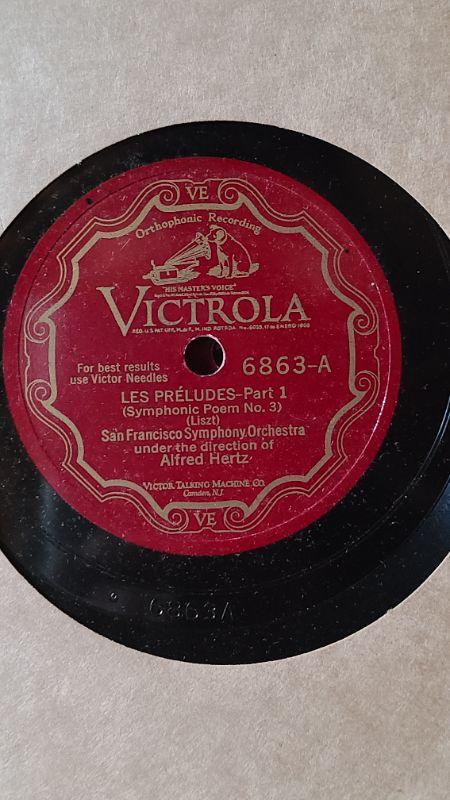 VE
Orthophonic Recording
"HIS MASTER'S VOICE"
VICTROLA
For best results
use Victor Needles
6863-A
LES PRÉLUDES-Part 1
(Symphonic Poem No. 3)
(Liszt)
San Francisco Symphony Orchestra
under the direction of
Alfred Hertz
VICTOR TALKING MACHINE CO.
Camden, N.J.
VE
6863A